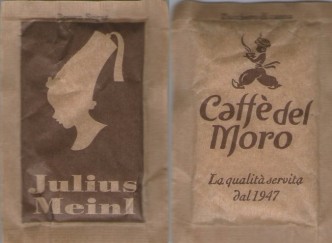 Julius
Meinl
Caffè del
Moro
La qualità servita
dal 1947